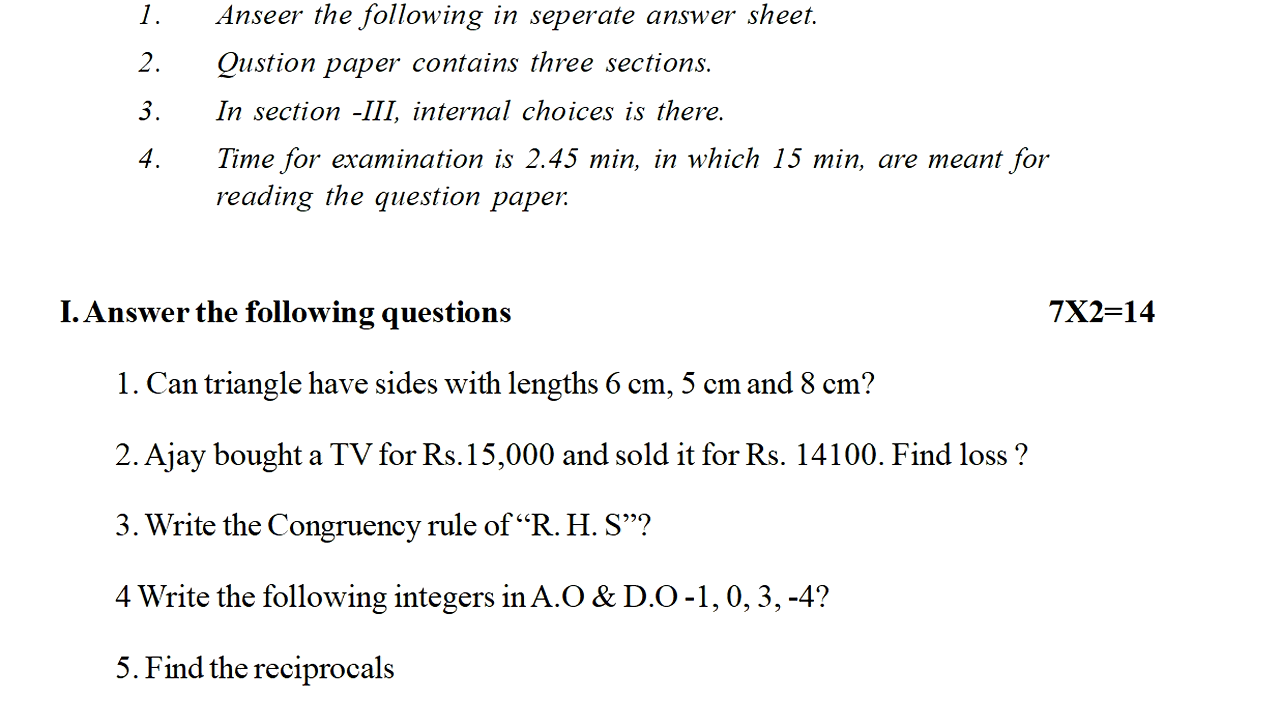 1. Anseer the following in seperate answer sheet.
2. Qustion paper contains three sections.
3. In section -III, internal choices is there.
4. Time for examination is 2.45 min, in which 15 min, are meant for
reading the question paper.
I. Answer the following questions 7X2=14
1. Can triangle have sides with lengths 6 cm, 5 cm and 8 cm?
2. Ajay bought a TV for Rs.15,000 and sold it for Rs. 14100. Find loss ?
3. Write the Congruency rule of “R. H. S”?
4 Write the following integers in A.O & D.O -1, 0, 3, -4?
5. Find the reciprocals